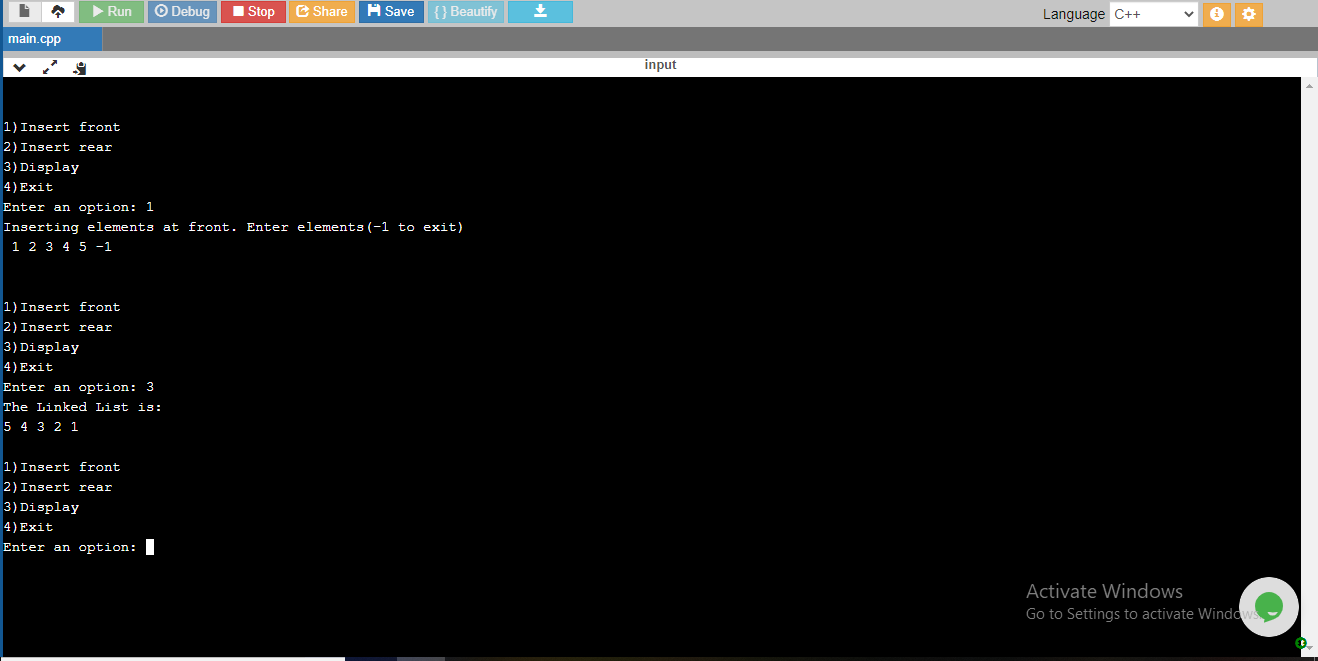 Run Debug Stop Share Save { } Beautify Language C++
main.cpp
input
1)Insert front
2)Insert rear
3)Display
4)Exit
Enter an option: 1
Inserting elements at front. Enter elements(-1 to exit)
1 2 3 4 5 -1
1)Insert front
2)Insert rear
3)Display
4)Exit
Enter an option: 3
The Linked List is:
5 4 3 2 1
1)Insert front
2)Insert rear
3)Display
4)Exit
Enter an option:
Activate Windows
Go to Settings to activate Windows.